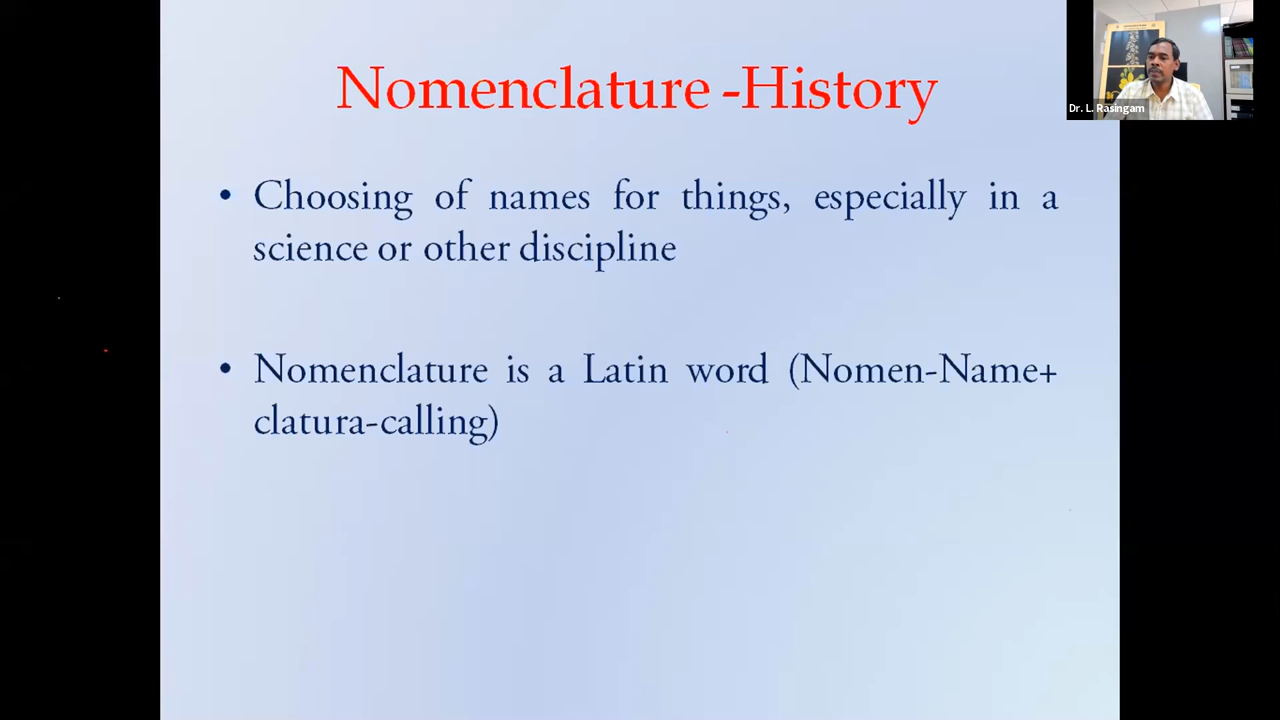 Nomenclature -History
Dr. L. Rasingam
• Choosing of names for things, especially in a
science or other discipline
• Nomenclature is a Latin word (Nomen-Name+
clatura-calling)